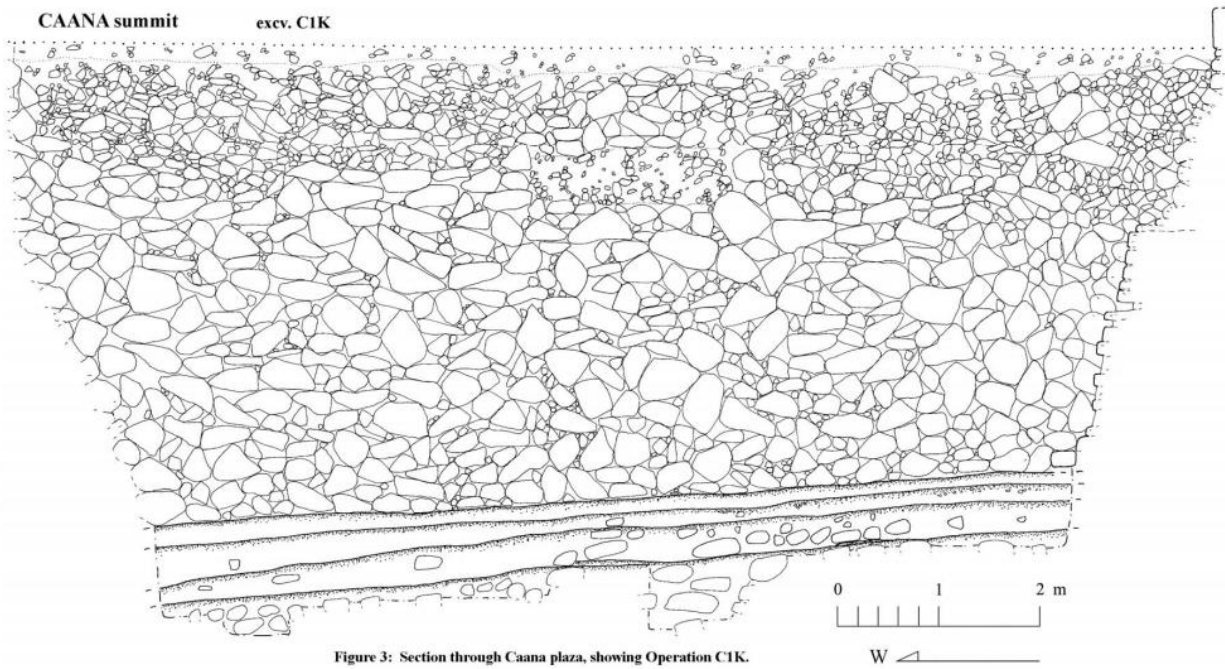 CAANA summit excv. C1K
0 1 2 m
W
Figure 3: Section through Caana plaza, showing Operation C1K.